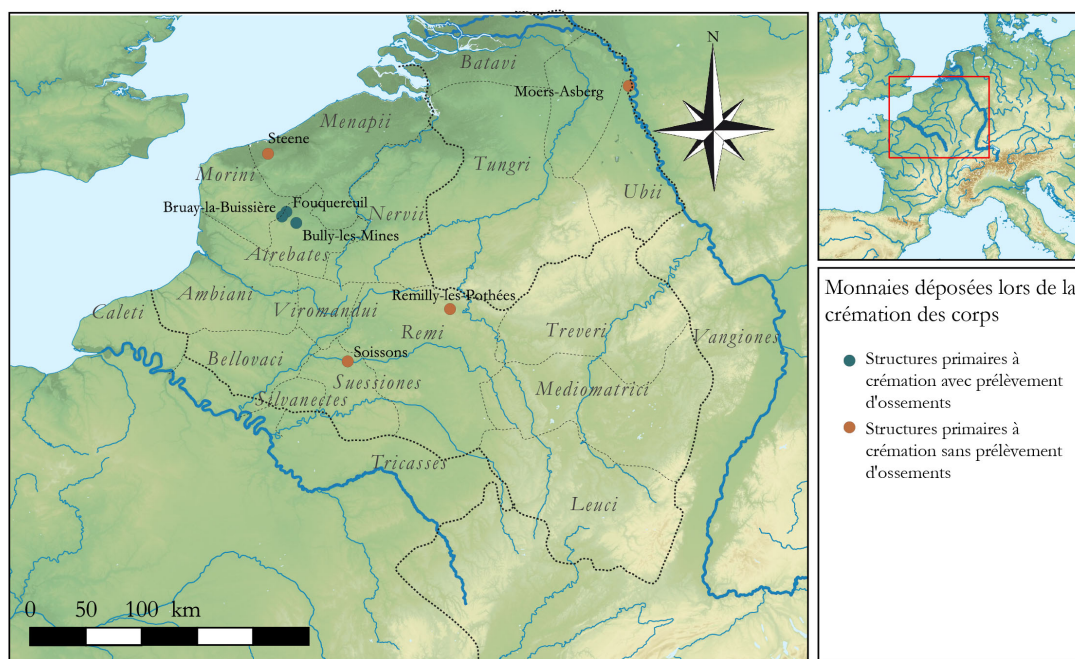 N
Batavi
Moers-Asberg
Menapii
Steene
Tungri
Morini
Ubii
Fouquereuil
Bruay-la-Buissière
Nervii
Bully-les-Mines
Atrebates
Ambiani
Remilly-les-Pothées
Caleti
Viromandui
Remi
Treveri
Vangiones
Bellovaci
Soissons
Suessiones
Mediomatrici
Silvanectes
Tricasses
Leuci
0 50 100 km
Monnaies déposées lors de la
crémation des corps
Structures primaires à
crémation avec prélèvement
d'ossements
Structures primaires à
crémation sans prélèvement
d'ossements